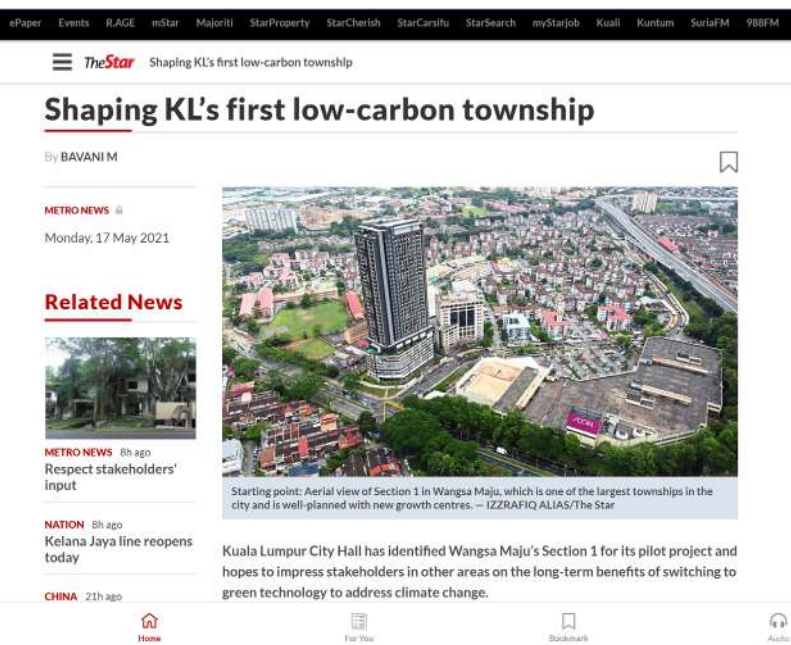 ePaper Events R.AGE mStar Majoriti StarProperty StarCherish StarCarsifu StarSearch myStarjob Kuali Kuntum SuriaFM 988FM
TheStar Shaping KL's first low-carbon township
Shaping KL's first low-carbon township
By BAVANI M
METRO NEWS
Monday, 17 May 2021
Related News
METRO NEWS 8h ago
Respect stakeholders'
input
NATION 8h ago
Kelana Jaya line reopens
today
CHINA 21h ago
AEON
Starting point: Aerial view of Section 1 in Wangsa Maju, which is one of the largest townships in the
city and is well-planned with new growth centres. — IZZRAFIQ ALIAS/The Star
Kuala Lumpur City Hall has identified Wangsa Maju's Section 1 for its pilot project and
hopes to impress stakeholders in other areas on the long-term benefits of switching to
green technology to address climate change.
Home For You Bookmark Audio